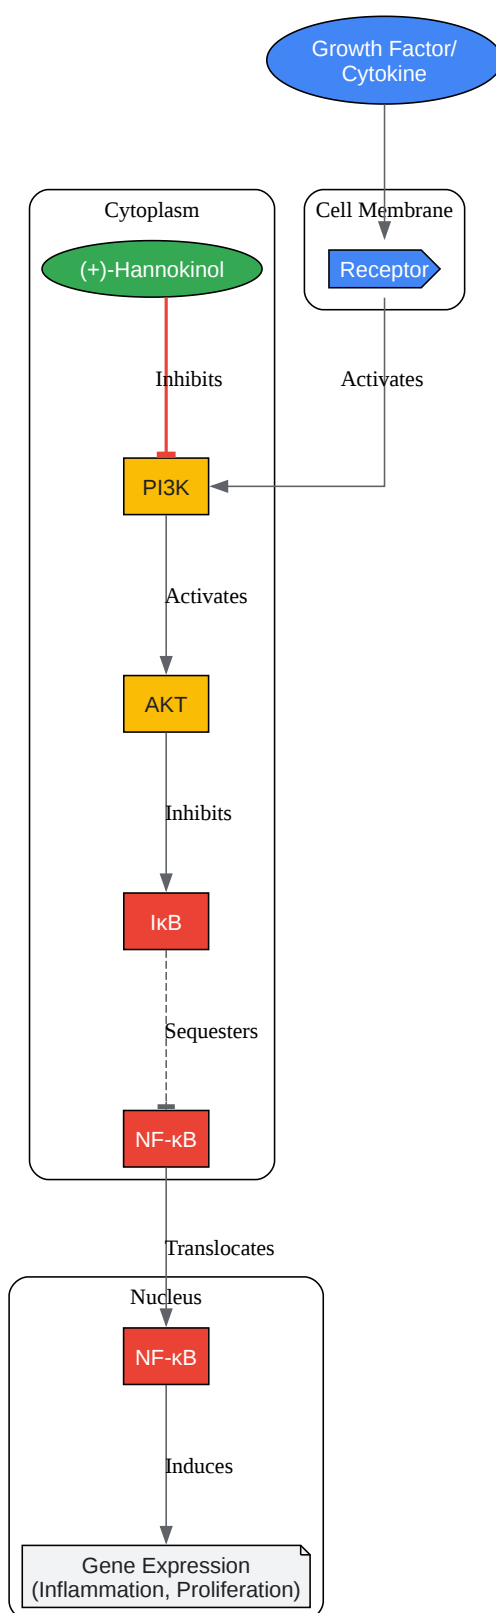 Growth Factor/
Cytokine
Cytoplasm
Cell Membrane
(+)-Hannokinol
Receptor
Inhibits
Activates
PI3K
Activates
AKT
Inhibits
IκB
Sequesters
NF-κB
Translocates
Nucleus
NF-κB
Induces
Gene Expression
(Inflammation, Proliferation)